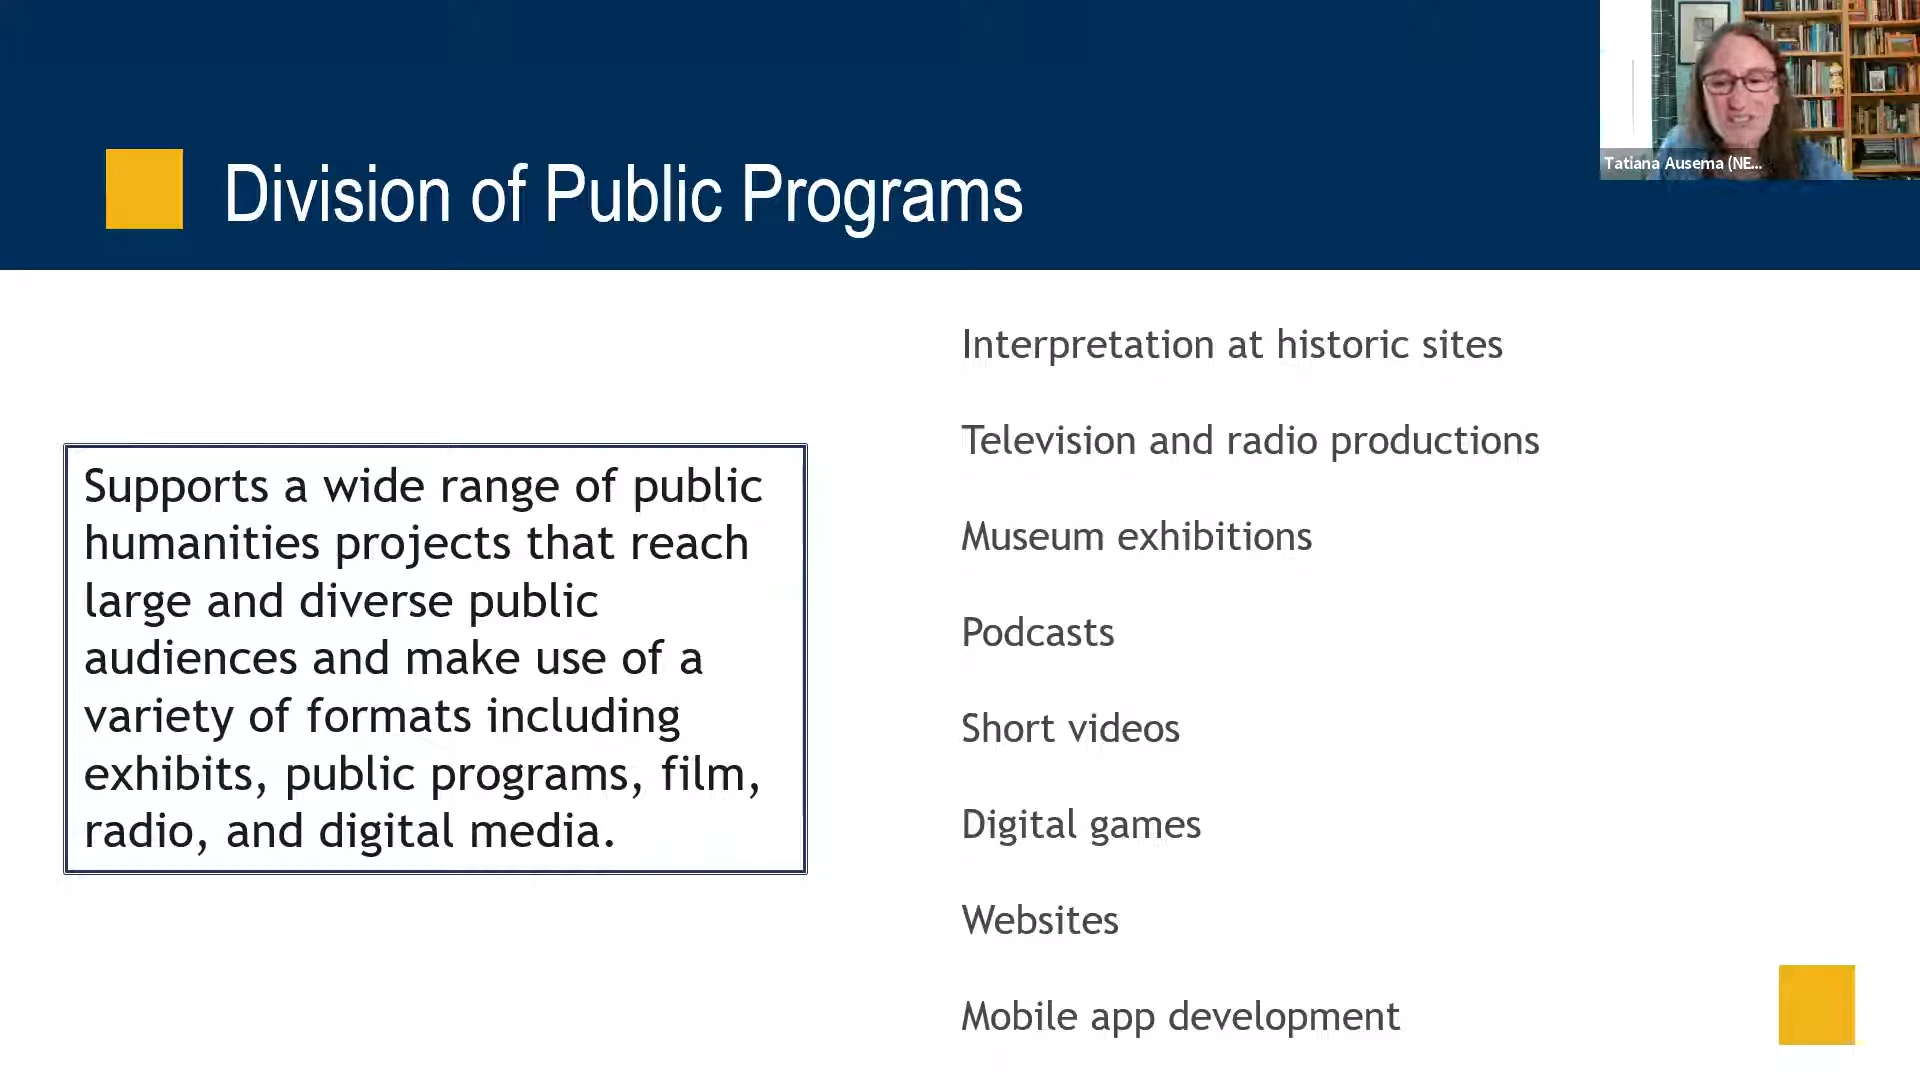 Division of Public Programs
Tatiana Ausema (NE...
Supports a wide range of public
humanities projects that reach
large and diverse public
audiences and make use of a
variety of formats including
exhibits, public programs, film,
radio, and digital media.
Interpretation at historic sites
Television and radio productions
Museum exhibitions
Podcasts
Short videos
Digital games
Websites
Mobile app development